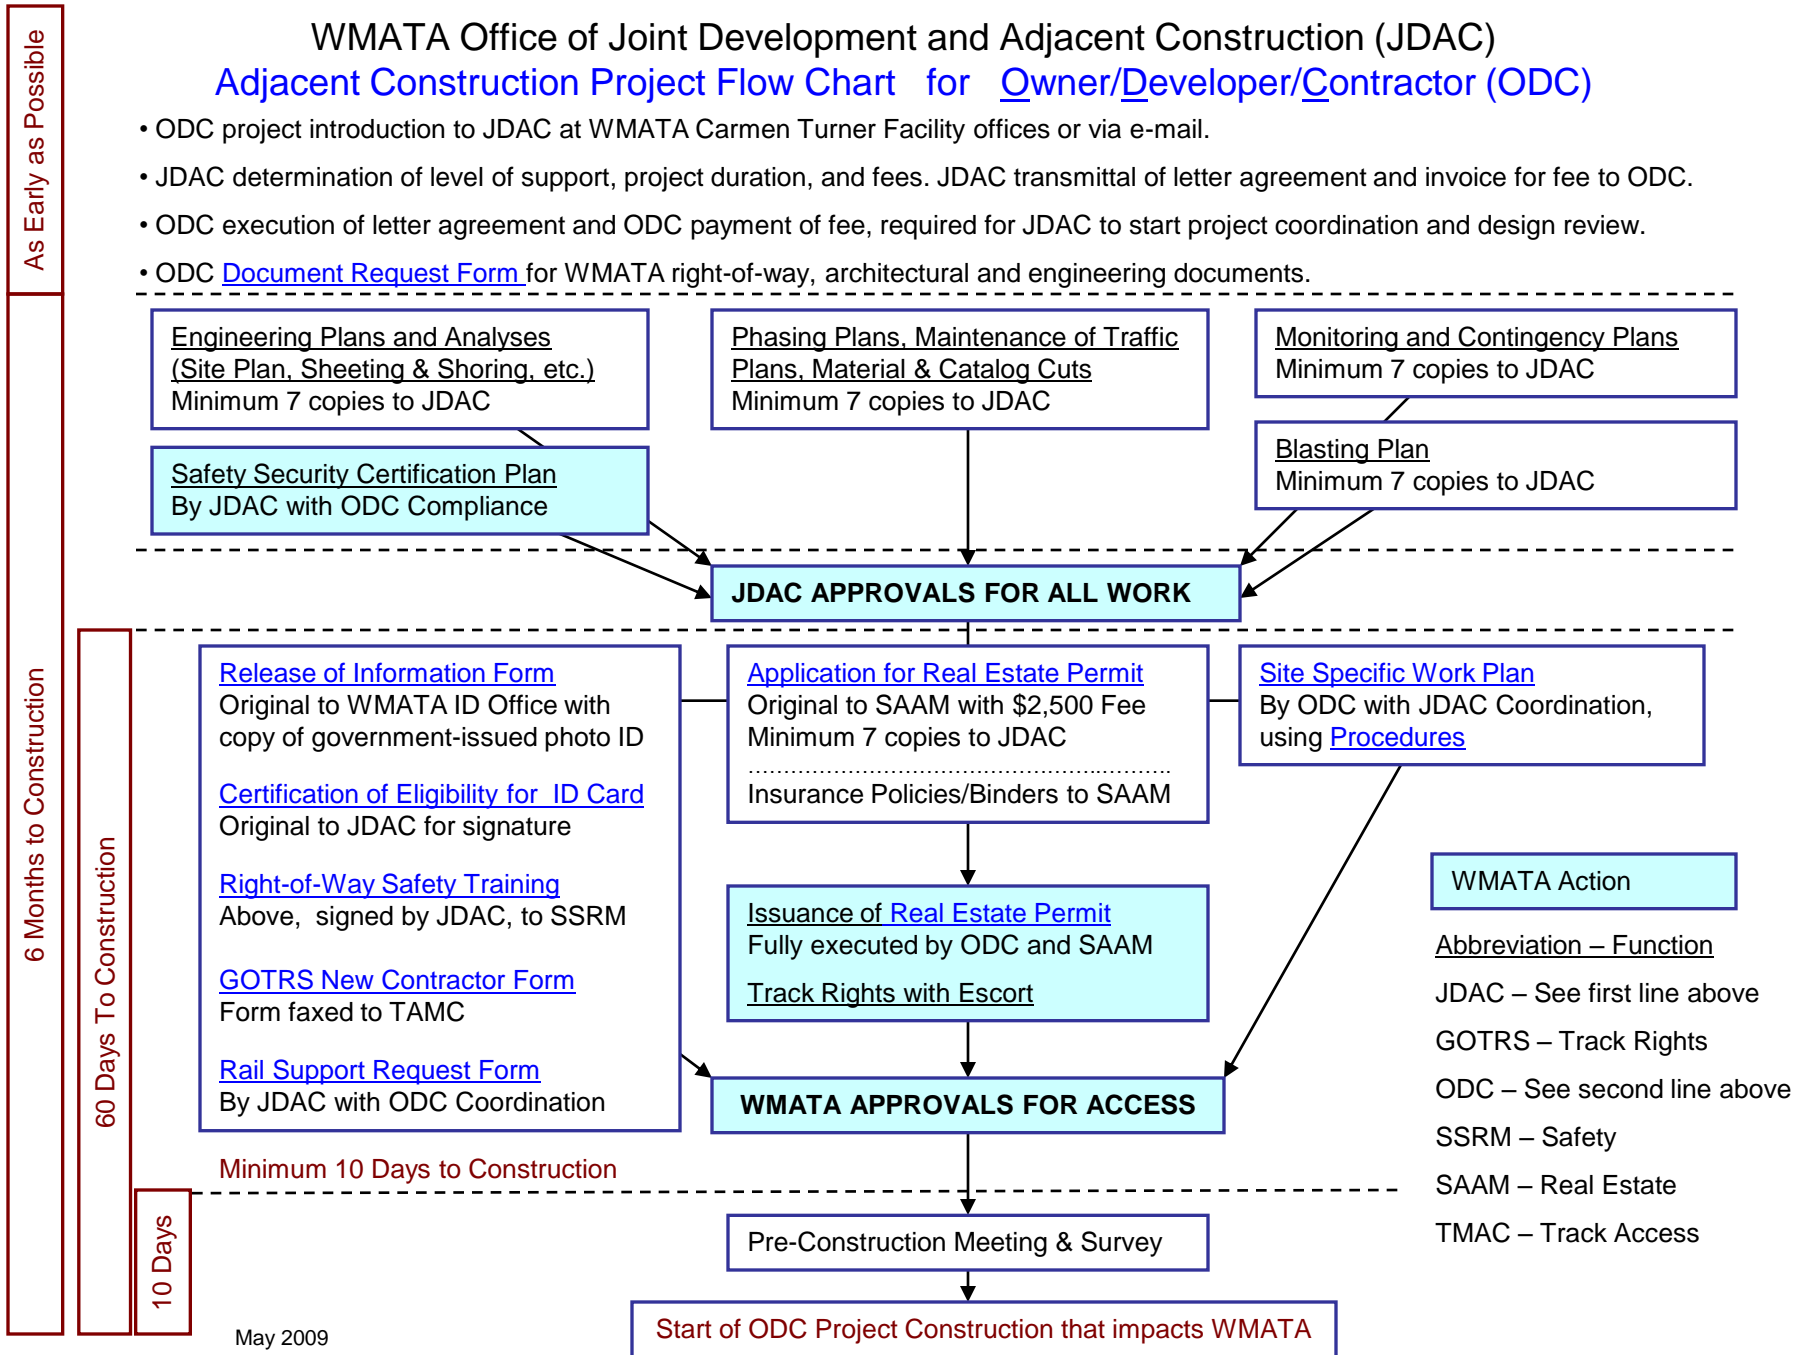 WMATA Office of Joint Development and Adjacent Construction (JDAC)
Adjacent Construction Project Flow Chart for Owner/Developer/Contractor (ODC)
As Early as Possible
• ODC project introduction to JDAC at WMATA Carmen Turner Facility offices or via e-mail.
• JDAC determination of level of support, project duration, and fees. JDAC transmittal of letter agreement and invoice for fee to ODC.
• ODC execution of letter agreement and ODC payment of fee, required for JDAC to start project coordination and design review.
• ODC Document Request Form for WMATA right-of-way, architectural and engineering documents.
6 Months to Construction
Engineering Plans and Analyses
(Site Plan, Sheeting & Shoring, etc.)
Minimum 7 copies to JDAC
Phasing Plans, Maintenance of Traffic
Plans, Material & Catalog Cuts
Minimum 7 copies to JDAC
Monitoring and Contingency Plans
Minimum 7 copies to JDAC
Safety Security Certification Plan
By JDAC with ODC Compliance
Blasting Plan
Minimum 7 copies to JDAC
JDAC APPROVALS FOR ALL WORK
60 Days To Construction
Release of Information Form
Original to WMATA ID Office with
copy of government-issued photo ID
Certification of Eligibility for ID Card
Original to JDAC for signature
Right-of-Way Safety Training
Above, signed by JDAC, to SSRM
GOTRS New Contractor Form
Form faxed to TAMC
Rail Support Request Form
By JDAC with ODC Coordination
Application for Real Estate Permit
Original to SAAM with $2,500 Fee
Minimum 7 copies to JDAC
Insurance Policies/Binders to SAAM
Site Specific Work Plan
By ODC with JDAC Coordination,
using Procedures
Issuance of Real Estate Permit
Fully executed by ODC and SAAM
Track Rights with Escort
WMATA APPROVALS FOR ACCESS
WMATA Action
Abbreviation – Function
JDAC – See first line above
GOTRS – Track Rights
ODC – See second line above
SSRM – Safety
SAAM – Real Estate
TMAC – Track Access
Minimum 10 Days to Construction
10 Days
Pre-Construction Meeting & Survey
Start of ODC Project Construction that impacts WMATA
May 2009